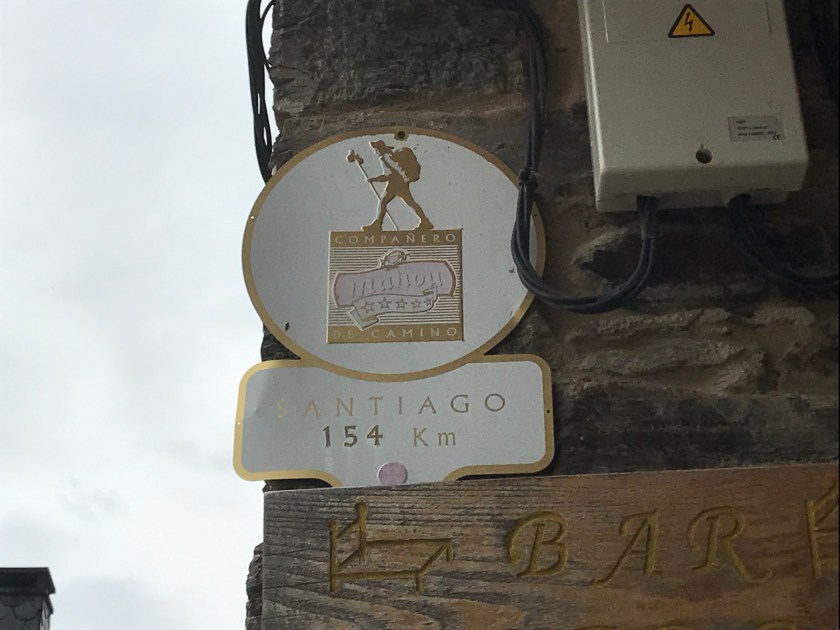 COMPAÑERO
mahou
DE CAMINO
SANTIAGO
154 Km
BAR